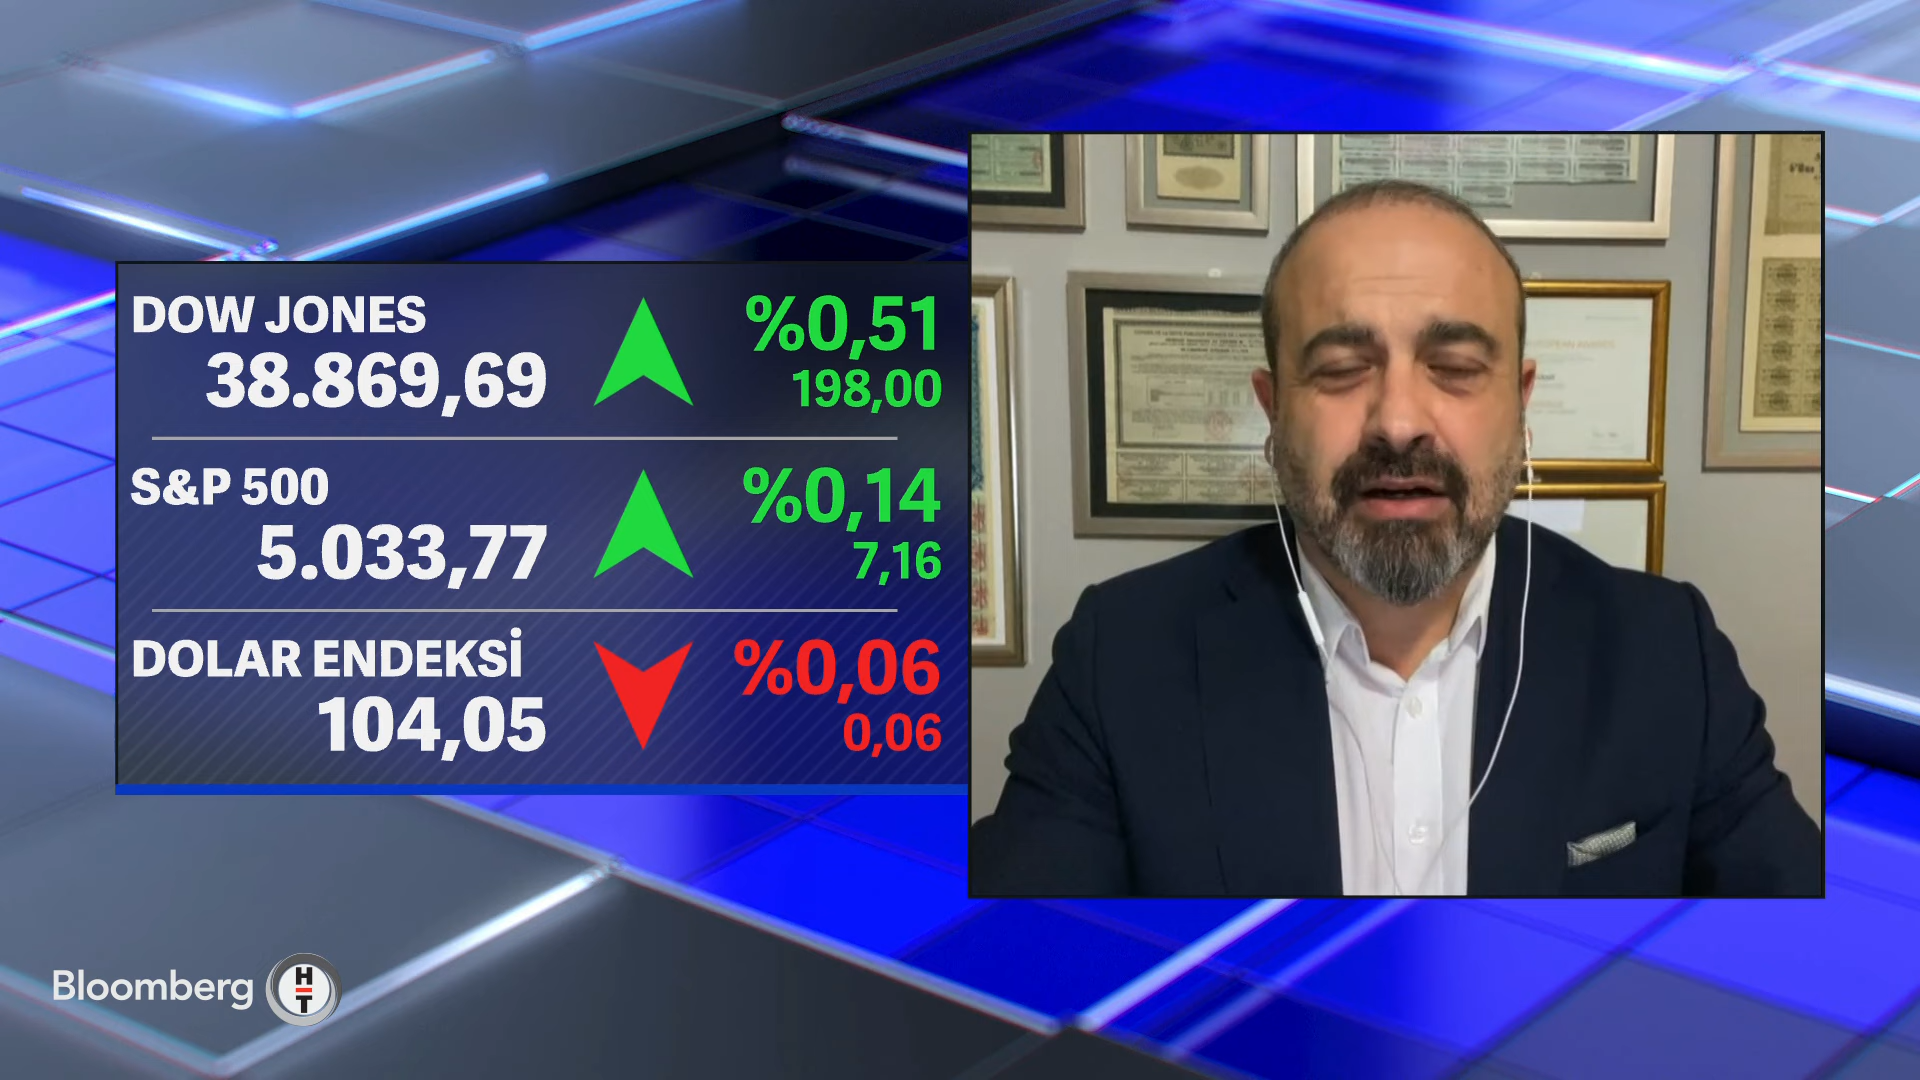 DOW JONES
38.869,69
%0,51
198,00
S&P 500
5.033,77
%0,14
7,16
DOLAR ENDEKSİ
104,05
%0,06
0,06
Bloomberg HT